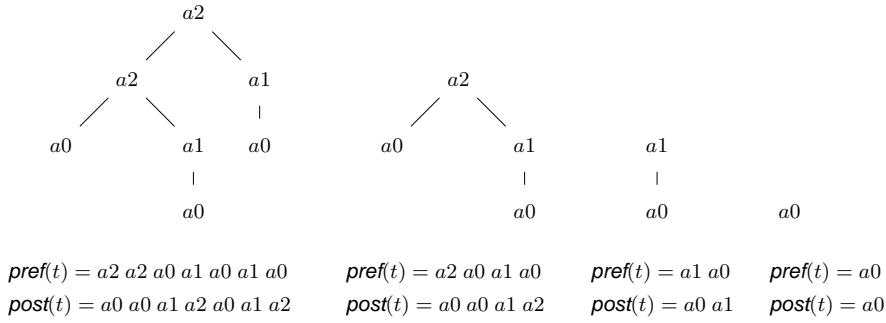 a2
a2 a1 a2
a0 a1 a0 a0 a1 a1
a0 a0 a0 a0
pref(t) = a2 a2 a0 a1 a0 a1 a0 pref(t) = a2 a0 a1 a0 pref(t) = a1 a0 pref(t) = a0
post(t) = a0 a0 a1 a2 a0 a1 a2 post(t) = a0 a0 a1 a2 post(t) = a0 a1 post(t) = a0